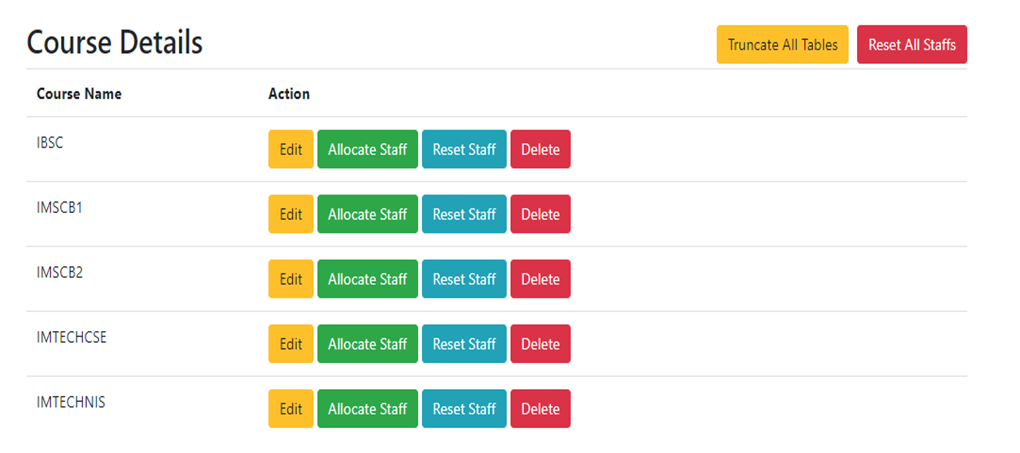 Course Details
Truncate All Tables Reset All Staffs
Course Name Action
IBSC Edit Allocate Staff Reset Staff Delete
IMSCB1 Edit Allocate Staff Reset Staff Delete
IMSCB2 Edit Allocate Staff Reset Staff Delete
IMTECHCSE Edit Allocate Staff Reset Staff Delete
IMTECHNIS Edit Allocate Staff Reset Staff Delete